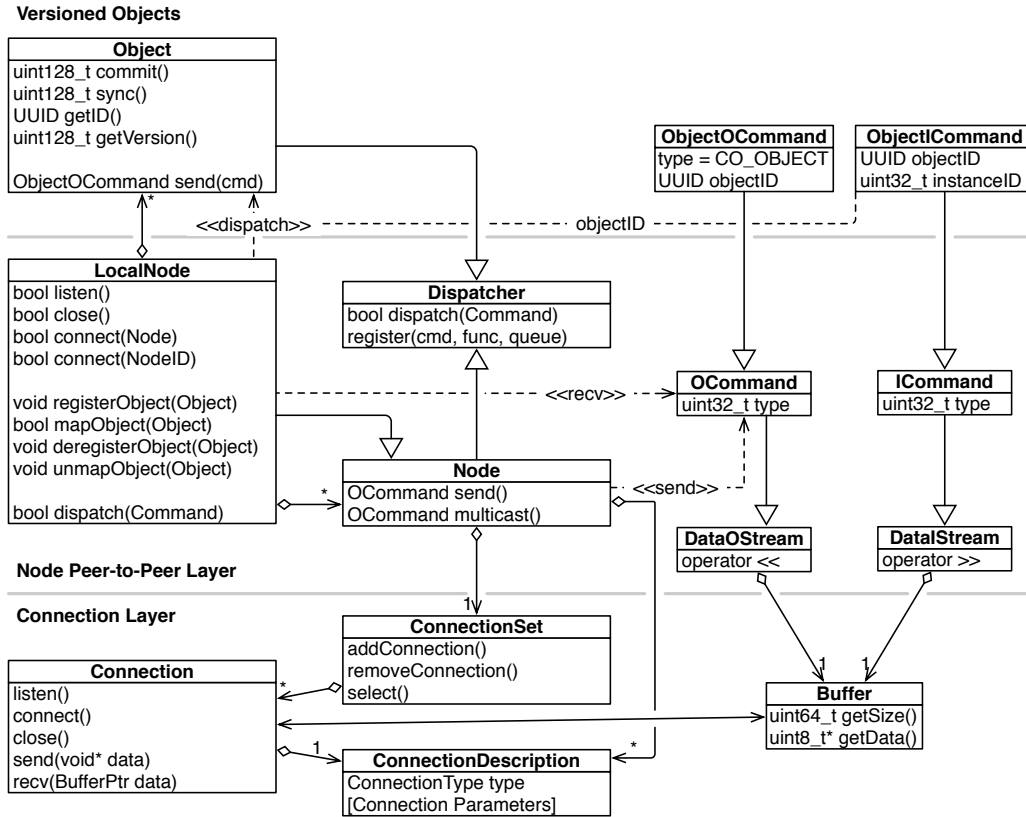 Versioned Objects
Object
uint128_t commit()
uint128_t sync()
UUID getID()
uint128_t getVersion()
ObjectOCommand send(cmd)
ObjectOCommand
type = CO_OBJECT
UUID objectID
ObjectICommand
UUID objectID
uint32_t instanceID
*
<<dispatch>>
objectID
LocalNode
bool listen()
bool close()
bool connect(Node)
bool connect(NodeID)
void registerObject(Object)
bool mapObject(Object)
void deregisterObject(Object)
void unmapObject(Object)
bool dispatch(Command)
Dispatcher
bool dispatch(Command)
register(cmd, func, queue)
<<recv>>
OCommand
uint32_t type
ICommand
uint32_t type
*
Node
OCommand send()
OCommand multicast()
<<send>>
DataOStream
operator <<
DataIStream
operator >>
Node Peer-to-Peer Layer
Connection Layer
1
ConnectionSet
addConnection()
removeConnection()
select()
*
Connection
listen()
connect()
close()
send(void* data)
recv(BufferPtr data)
1
1
Buffer
uint64_t getSize()
uint8_t* getData()
1
*
ConnectionDescription
ConnectionType type
[Connection Parameters]